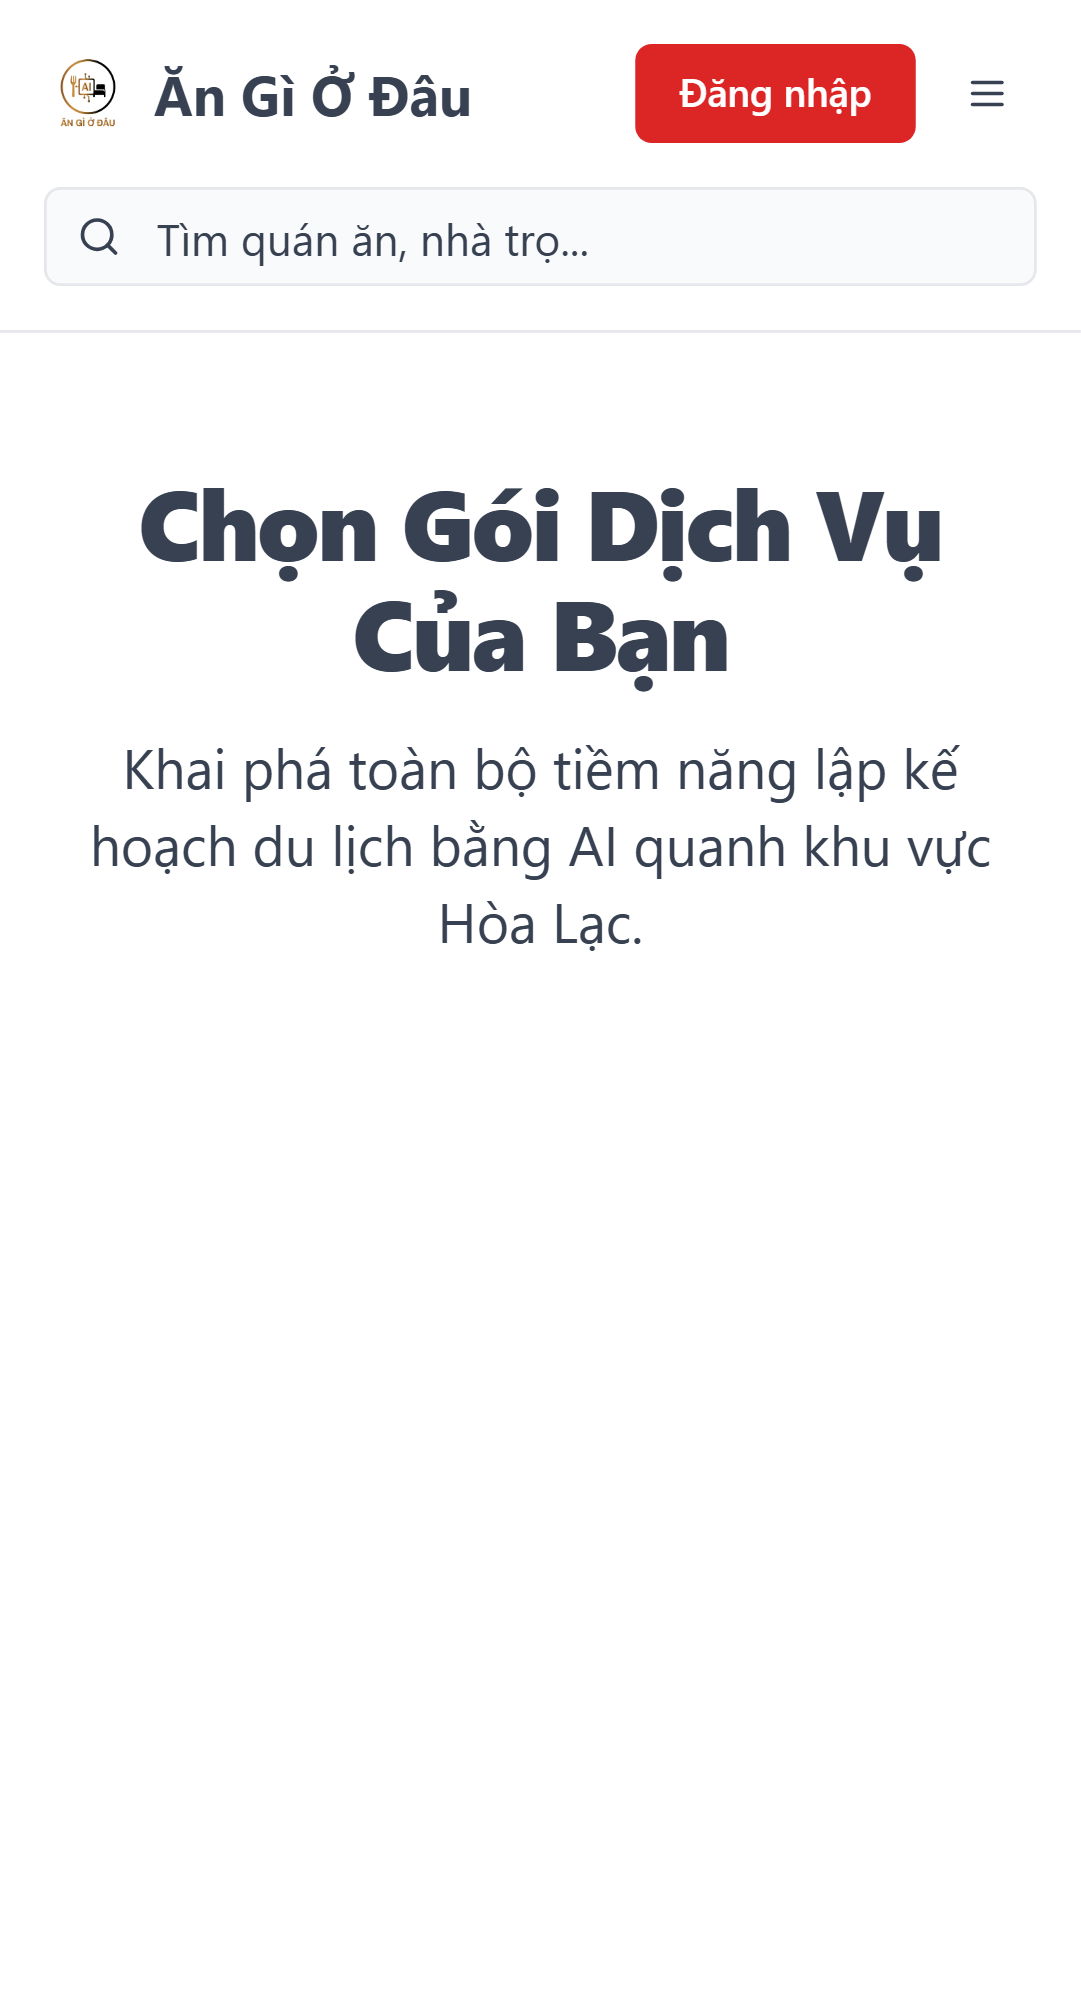 AI
ĂN GÌ Ở ĐÂU
Ăn Gì Ở Đâu
Đăng nhập
Tìm quán ăn, nhà trọ...
Chọn Gói Dịch Vụ
Của Bạn
Khai phá toàn bộ tiềm năng lập kế
hoạch du lịch bằng AI quanh khu vực
Hòa Lạc.